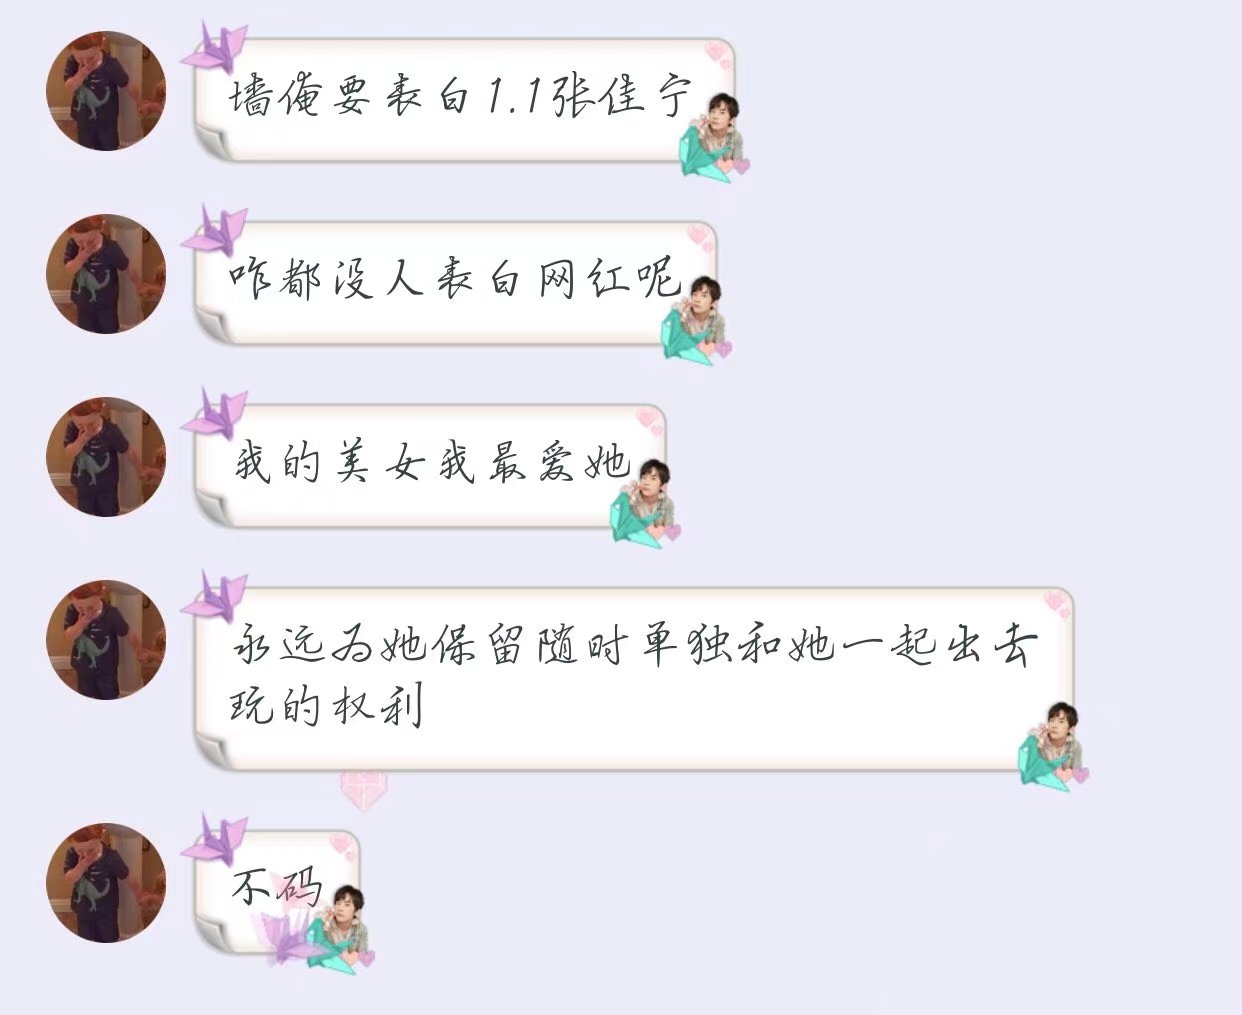 墙俺要表白1.1张佳宁
咋都没人表白网红呢
我的美女我最爱她
永远为她保留随时单独和她一起出去
玩的权利
不码